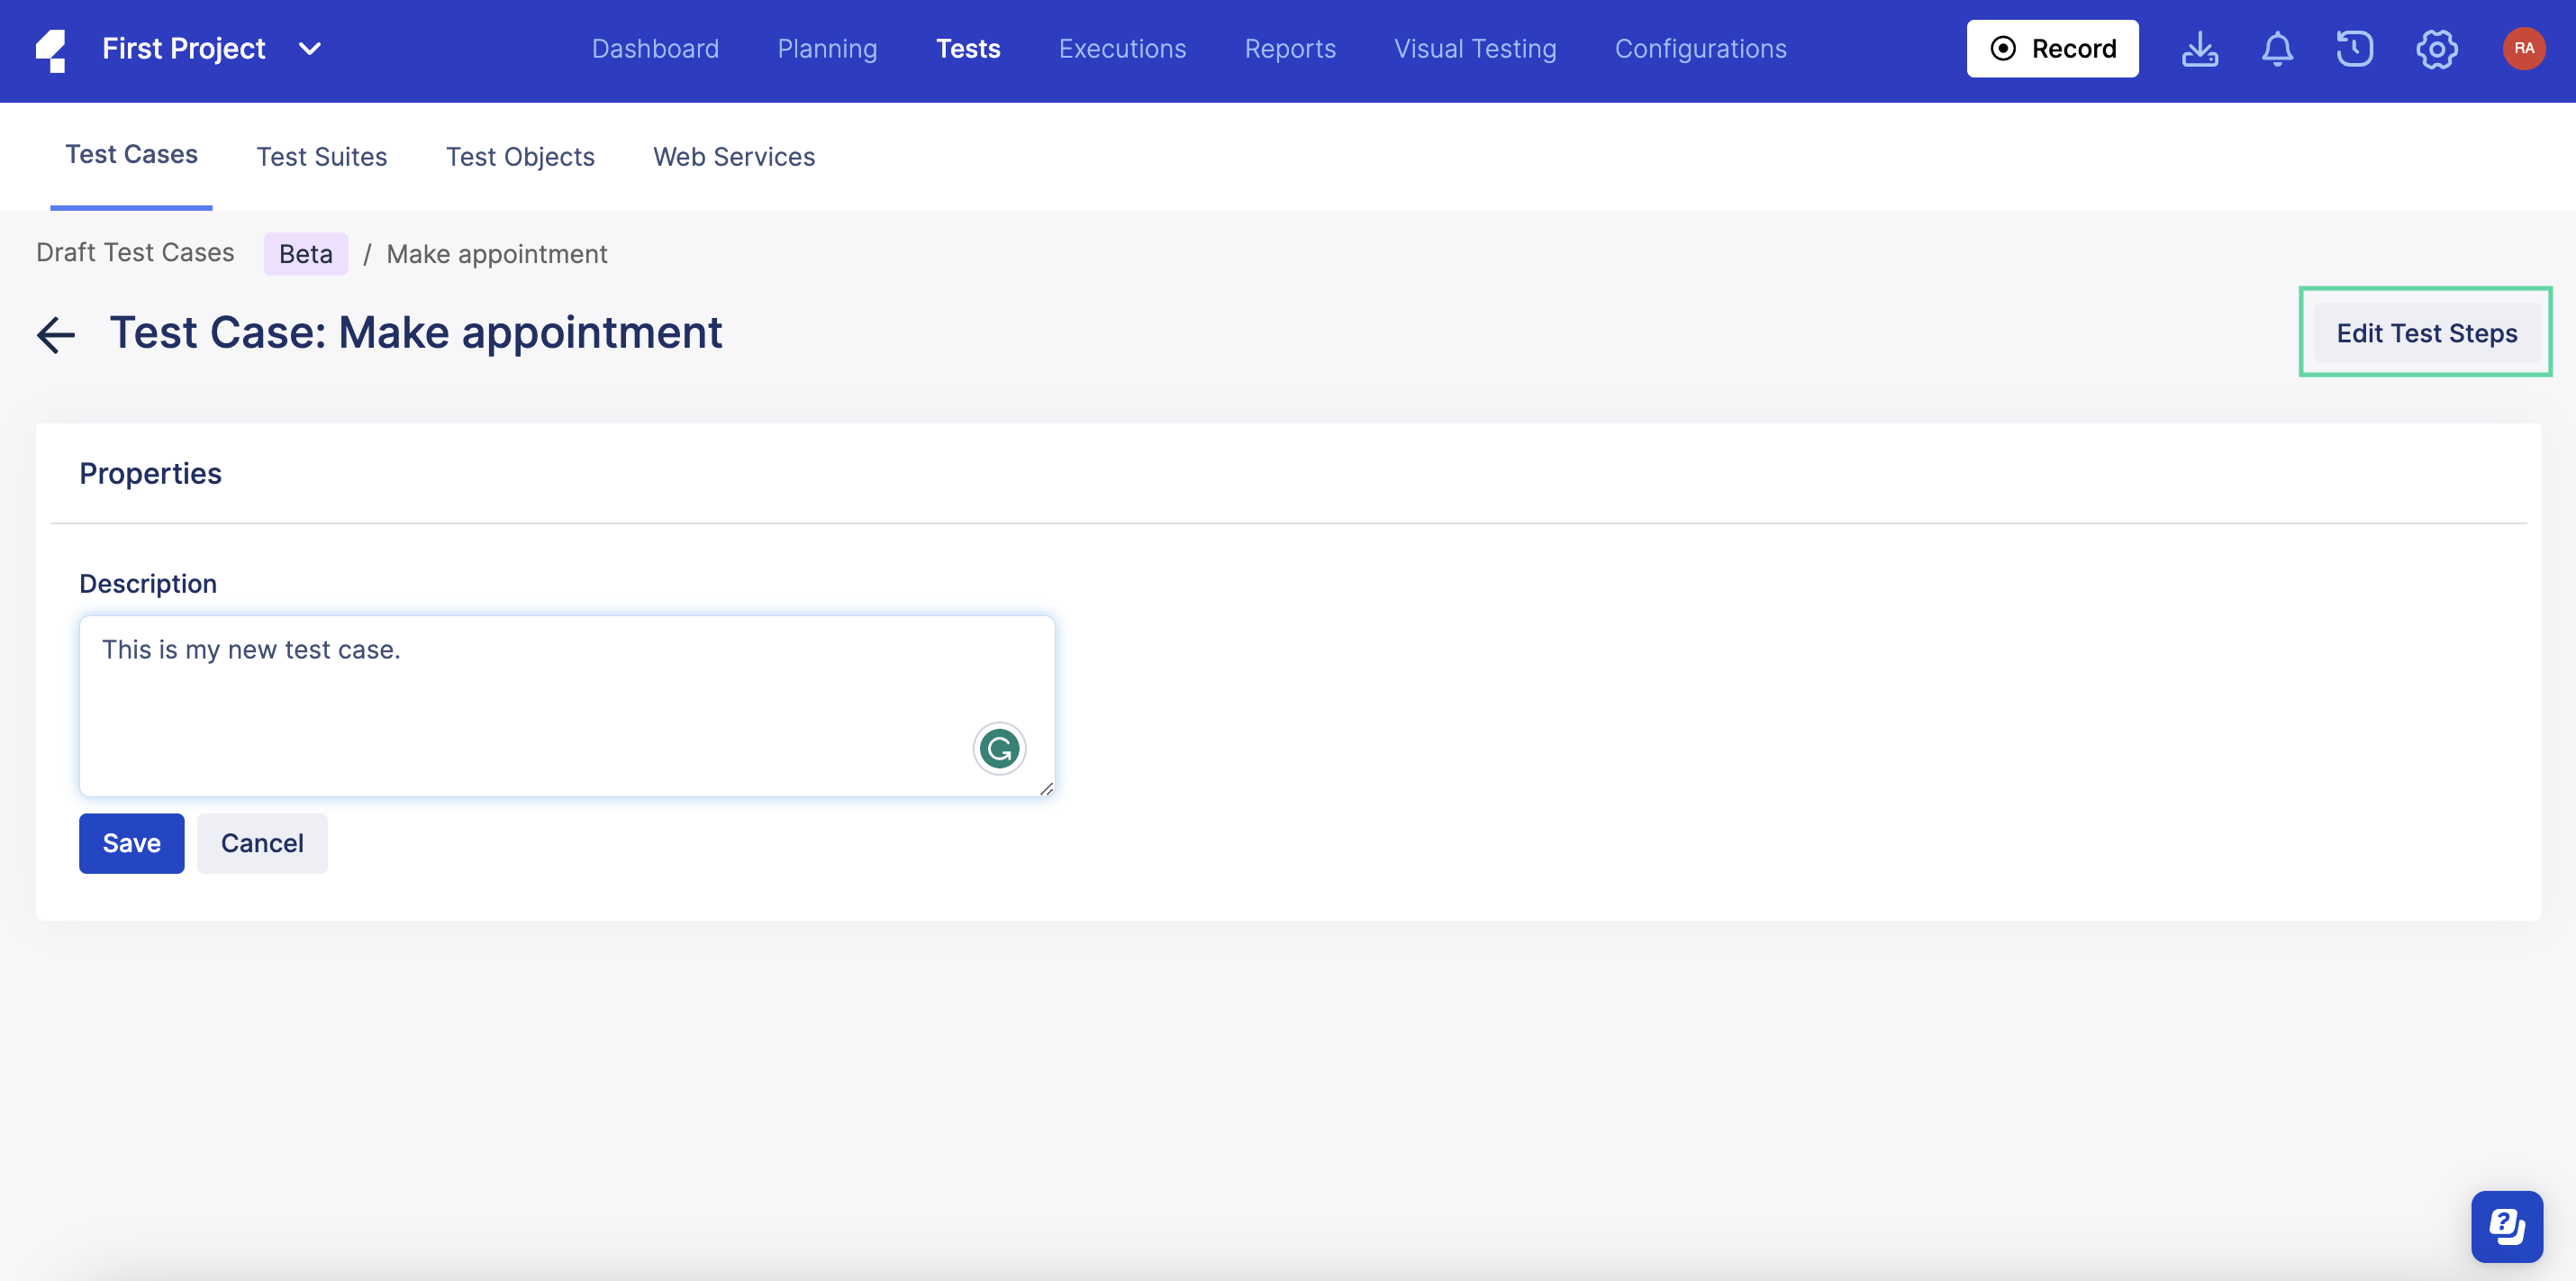 First Project
Dashboard Planning Tests Executions Reports Visual Testing Configurations
Record
RA
Test Cases Test Suites Test Objects Web Services
Draft Test Cases Beta / Make appointment
Test Case: Make appointment
Edit Test Steps
Properties
Description
This is my new test case.
Save Cancel